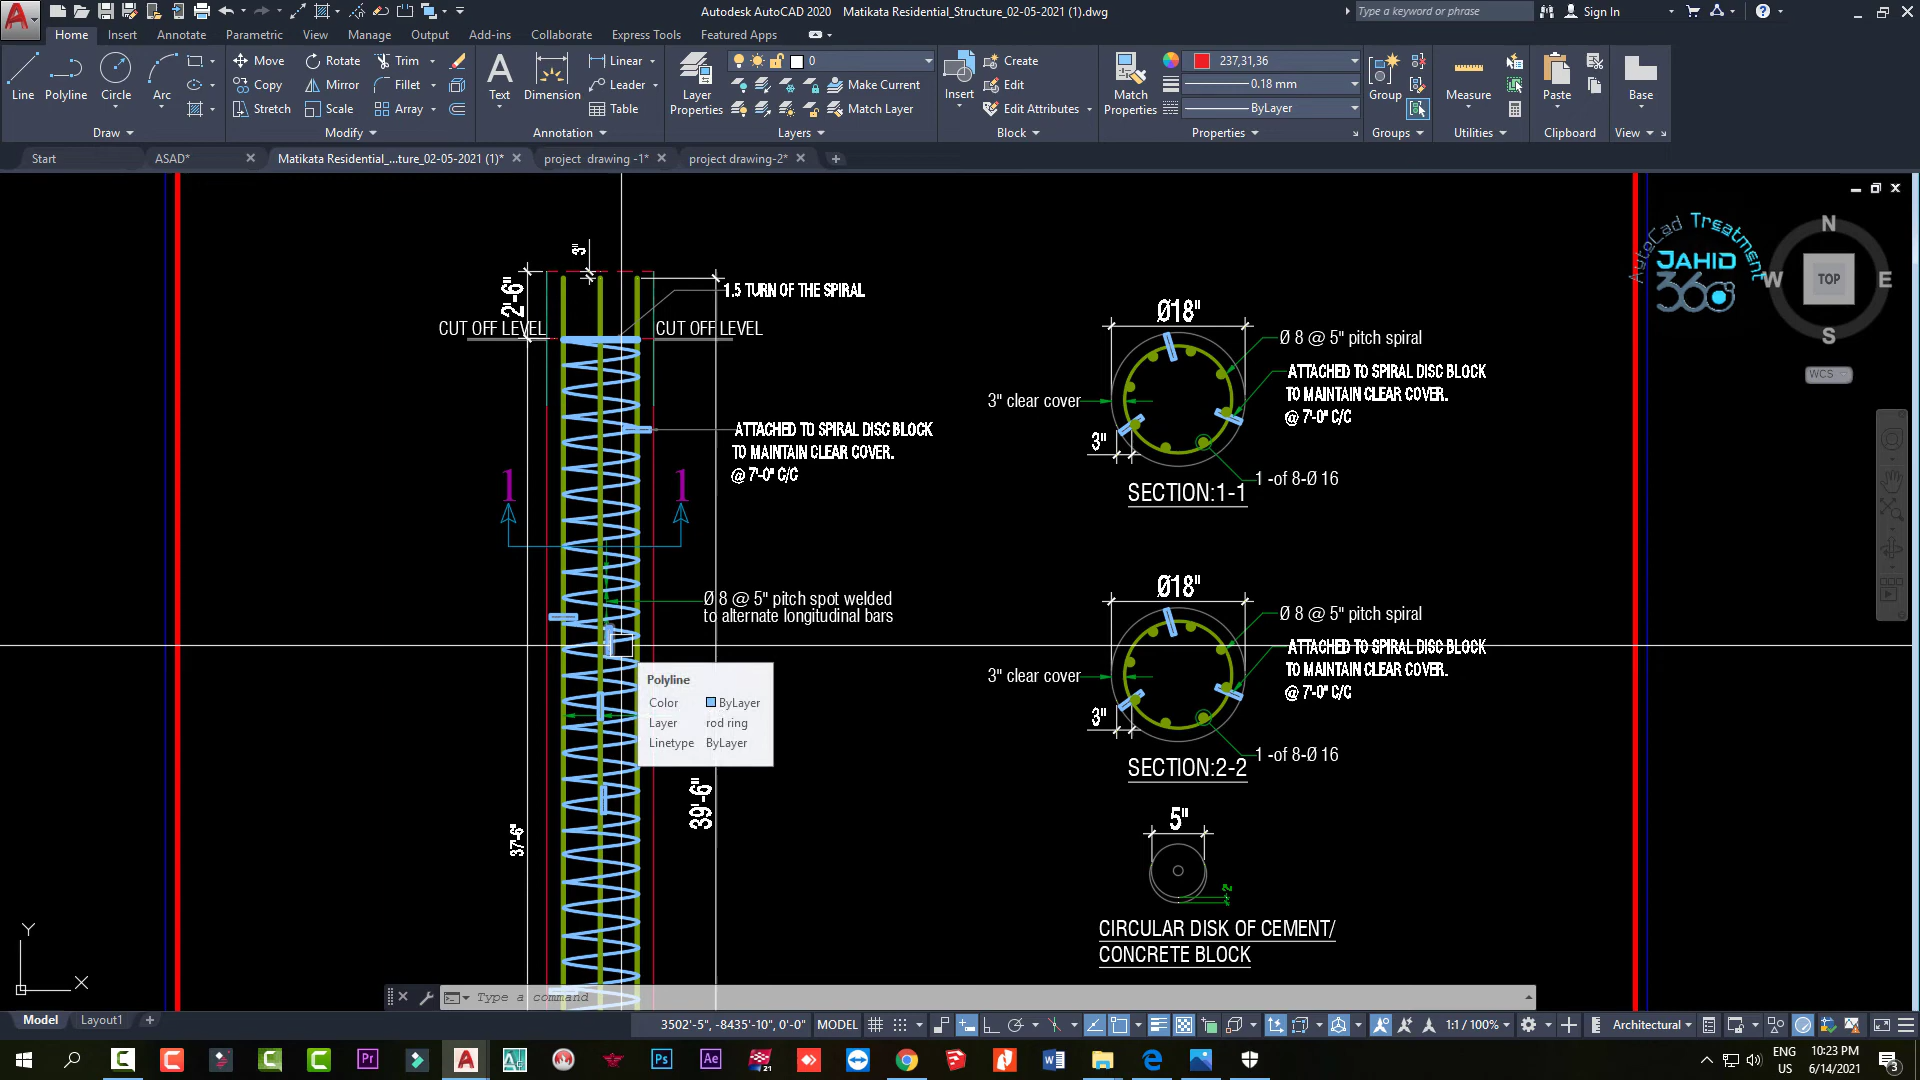 Autodesk AutoCAD 2020 Matikata Residential_Structure_02-05-2021 (1).dwg
Type a keyword or phrase
Sign In
Home Insert Annotate Parametric View Manage Output Add-ins Collaborate Express Tools Featured Apps
Line Polyline Circle Arc
Move Rotate Trim
Copy Mirror Fillet
Stretch Scale Array
Text Dimension
Linear
Leader
Table
Layer Properties
0
Make Current
Match Layer
Insert
Create
Edit
Edit Attributes
Match Properties
237,31,36
0.18 mm
ByLayer
Group
Measure
Paste
Base
Draw Modify Annotation Layers Block Properties Groups Utilities Clipboard View
Start ASAD* Matikata Residential_...ture_02-05-2021 (1)* project drawing -1* project drawing-2*
AutoCad Treatment
JAHID
360
N
W TOP E
S
WCS
3"
2'-6"
1.5 TURN OF THE SPIRAL
CUT OFF LEVEL CUT OFF LEVEL
ATTACHED TO SPIRAL DISC BLOCK
TO MAINTAIN CLEAR COVER.
@ 7'-0" C/C
1 1
Ø 8 @ 5" pitch spot welded
to alternate longitudinal bars
Polyline
Color ByLayer
Layer rod ring
Linetype ByLayer
39'-6"
37'-6"
Ø18"
Ø 8 @ 5" pitch spiral
ATTACHED TO SPIRAL DISC BLOCK
TO MAINTAIN CLEAR COVER.
@ 7'-0" C/C
3" clear cover
3"
1 -of 8-Ø 16
SECTION:1-1
Ø18"
Ø 8 @ 5" pitch spiral
ATTACHED TO SPIRAL DISC BLOCK
TO MAINTAIN CLEAR COVER.
@ 7'-0" C/C
3" clear cover
3"
1 -of 8-Ø 16
SECTION:2-2
5"
2"
CIRCULAR DISK OF CEMENT/
CONCRETE BLOCK
Y
X
Type a command
Model Layout1
3502'-5", -8435'-10", 0'-0" MODEL 1:1 / 100% Architectural
ENG
US
10:23 PM
6/14/2021
3